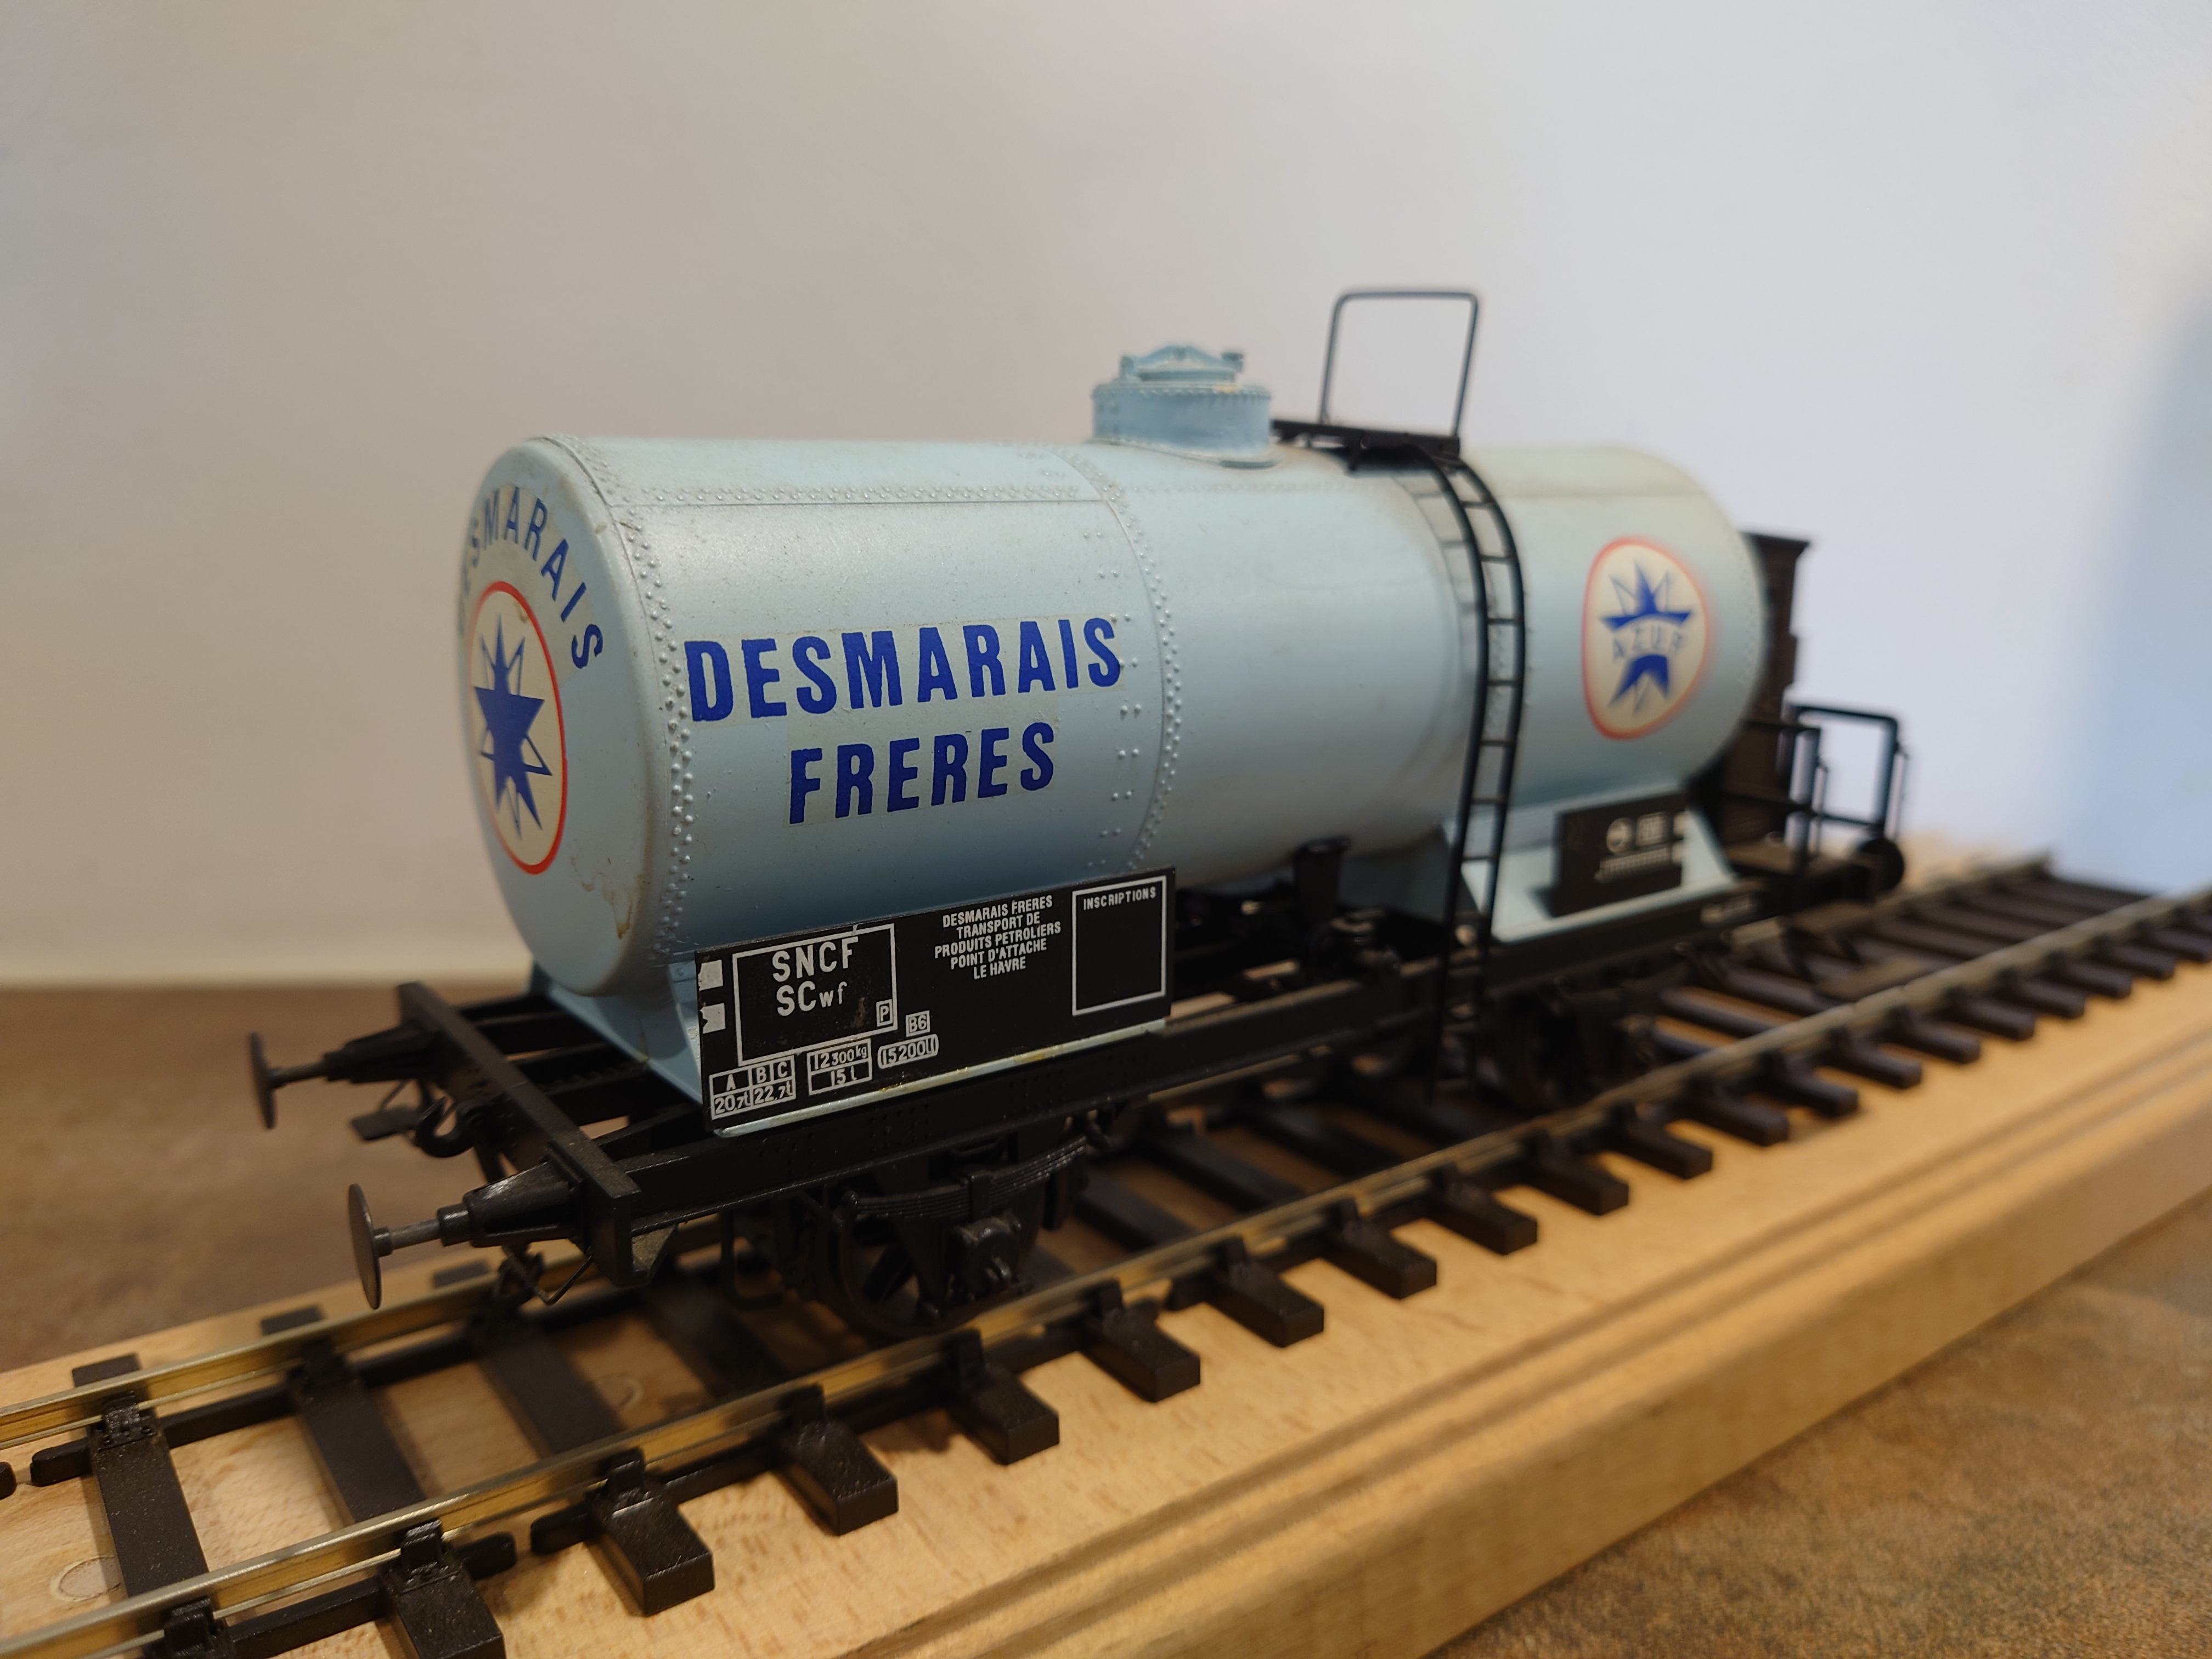 DESMARAIS
DESMARAIS
FRERES
AZUR
SNCF
SCwf
P
DESMARAIS FRERES
TRANSPORT DE
PRODUITS PETROLIERS
POINT D'ATTACHE
LE HAVRE
INSCRIPTIONS
A B C
20,7t 22,7t
12300kg
15t
B6
(15200l)